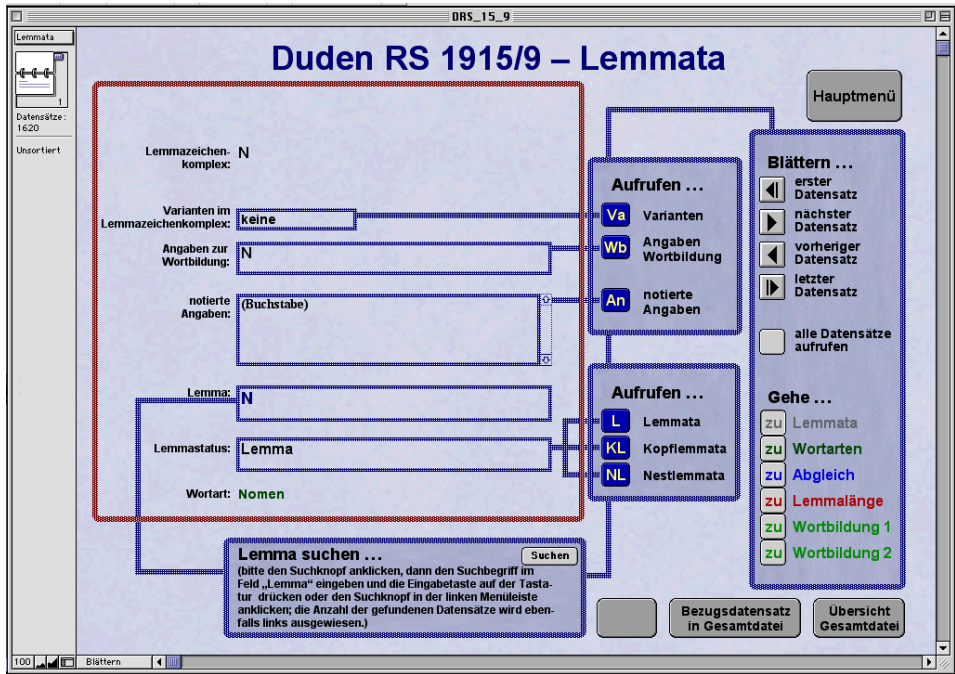 DRS_15_9
Lemmata
1
Datensätze:
1620
Unsortiert
Duden RS 1915/9 – Lemmata
Hauptmenü
Lemmazeichen-
komplex:
N
Varianten im
Lemmazeichenkomplex:
keine
Angaben zur
Wortbildung:
N
notierte
Angaben:
(Buchstabe)
Lemma:
N
Lemmastatus:
Lemma
Wortart:
Nomen
Aufrufen ...
Va Varianten
Wb Angaben
Wortbildung
An notierte
Angaben
Aufrufen ...
L Lemmata
KL Kopflemmata
NL Nestlemmata
Blättern ...
erster
Datensatz
nächster
Datensatz
vorheriger
Datensatz
letzter
Datensatz
alle Datensätze
aufrufen
Gehe ...
zu Lemmata
zu Wortarten
zu Abgleich
zu Lemmalänge
zu Wortbildung 1
zu Wortbildung 2
Lemma suchen ...
Suchen
(bitte den Suchknopf anklicken, dann den Suchbegriff im
Feld „Lemma“ eingeben und die Eingabetaste auf der Tasta-
tur drücken oder den Suchknopf in der linken Menüleiste
anklicken; die Anzahl der gefundenen Datensätze wird eben-
falls links ausgewiesen.)
Bezugsdatensatz
in Gesamtdatei
Übersicht
Gesamtdatei
100
Blättern